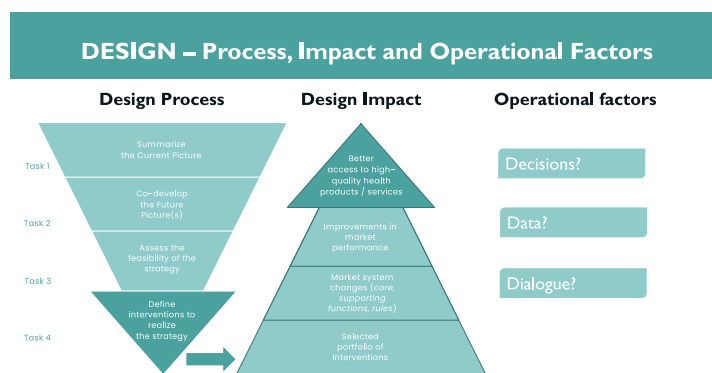 DESIGN – Process, Impact and Operational Factors
Design Process
Design Impact
Operational factors
Task 1
Summarize
the Current Picture
Task 2
Co-develop
the Future
Picture(s)
Task 3
Assess the
feasibility of the
strategy
Task 4
Define
interventions to
realize
the strategy
Better
access to high-
quality health
products / services
Improvements in
market
performance
Market system
changes (core,
supporting
functions, rules)
Selected
portfolio of
interventions
Decisions?
Data?
Dialogue?